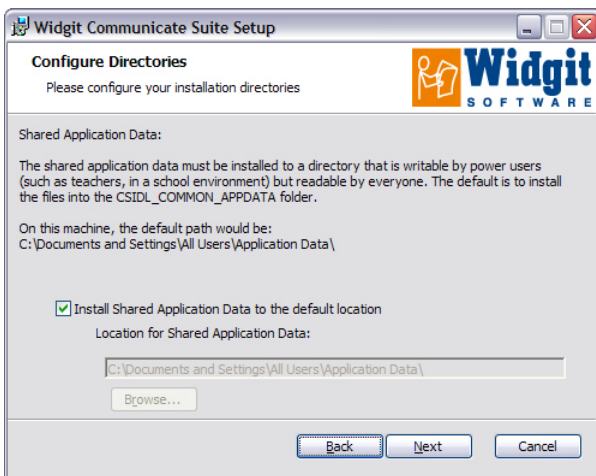 Widgit Communicate Suite Setup
Configure Directories
Please configure your installation directories
Widgit
SOFTWARE
Shared Application Data:
The shared application data must be installed to a directory that is writable by power users
(such as teachers, in a school environment) but readable by everyone. The default is to install
the files into the CSIDL_COMMON_APPDATA folder.
On this machine, the default path would be:
C:\Documents and Settings\All Users\Application Data\
Install Shared Application Data to the default location
Location for Shared Application Data:
C:\Documents and Settings\All Users\Application Data\
Browse...
Back
Next
Cancel